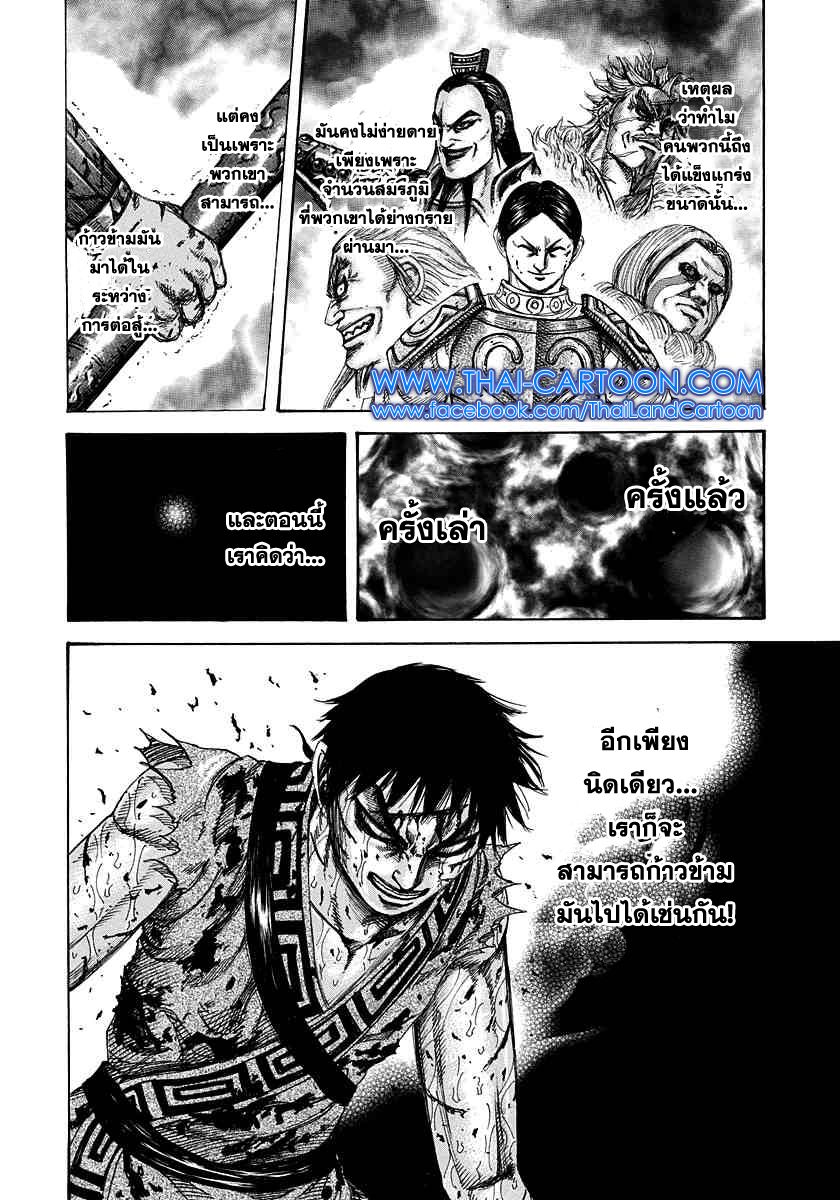 เหตุผล
ว่าทำไม
คนพวกนี้ถึง
ได้แข็งแกร่ง
ขนาดนั้น...
มันคงไม่ง่ายดาย
เพียงเพราะ
จำนวนสมรภูมิ
ที่พวกเขาได้ย่างกราย
ผ่านมา...
แต่คง
เป็นเพราะ
พวกเขา
สามารถ...
ก้าวข้ามมัน
มาได้ใน
ระหว่าง
การต่อสู้...
WWW.THAI-CARTOON.COM
www.facebook.com/ThaiLandCartoon
ครั้งแล้ว
ครั้งเล่า
และตอนนี้
เราคิดว่า...
อีกเพียง
นิดเดียว...
เราก็จะ
สามารถก้าวข้าม
มันไปได้เช่นกัน!